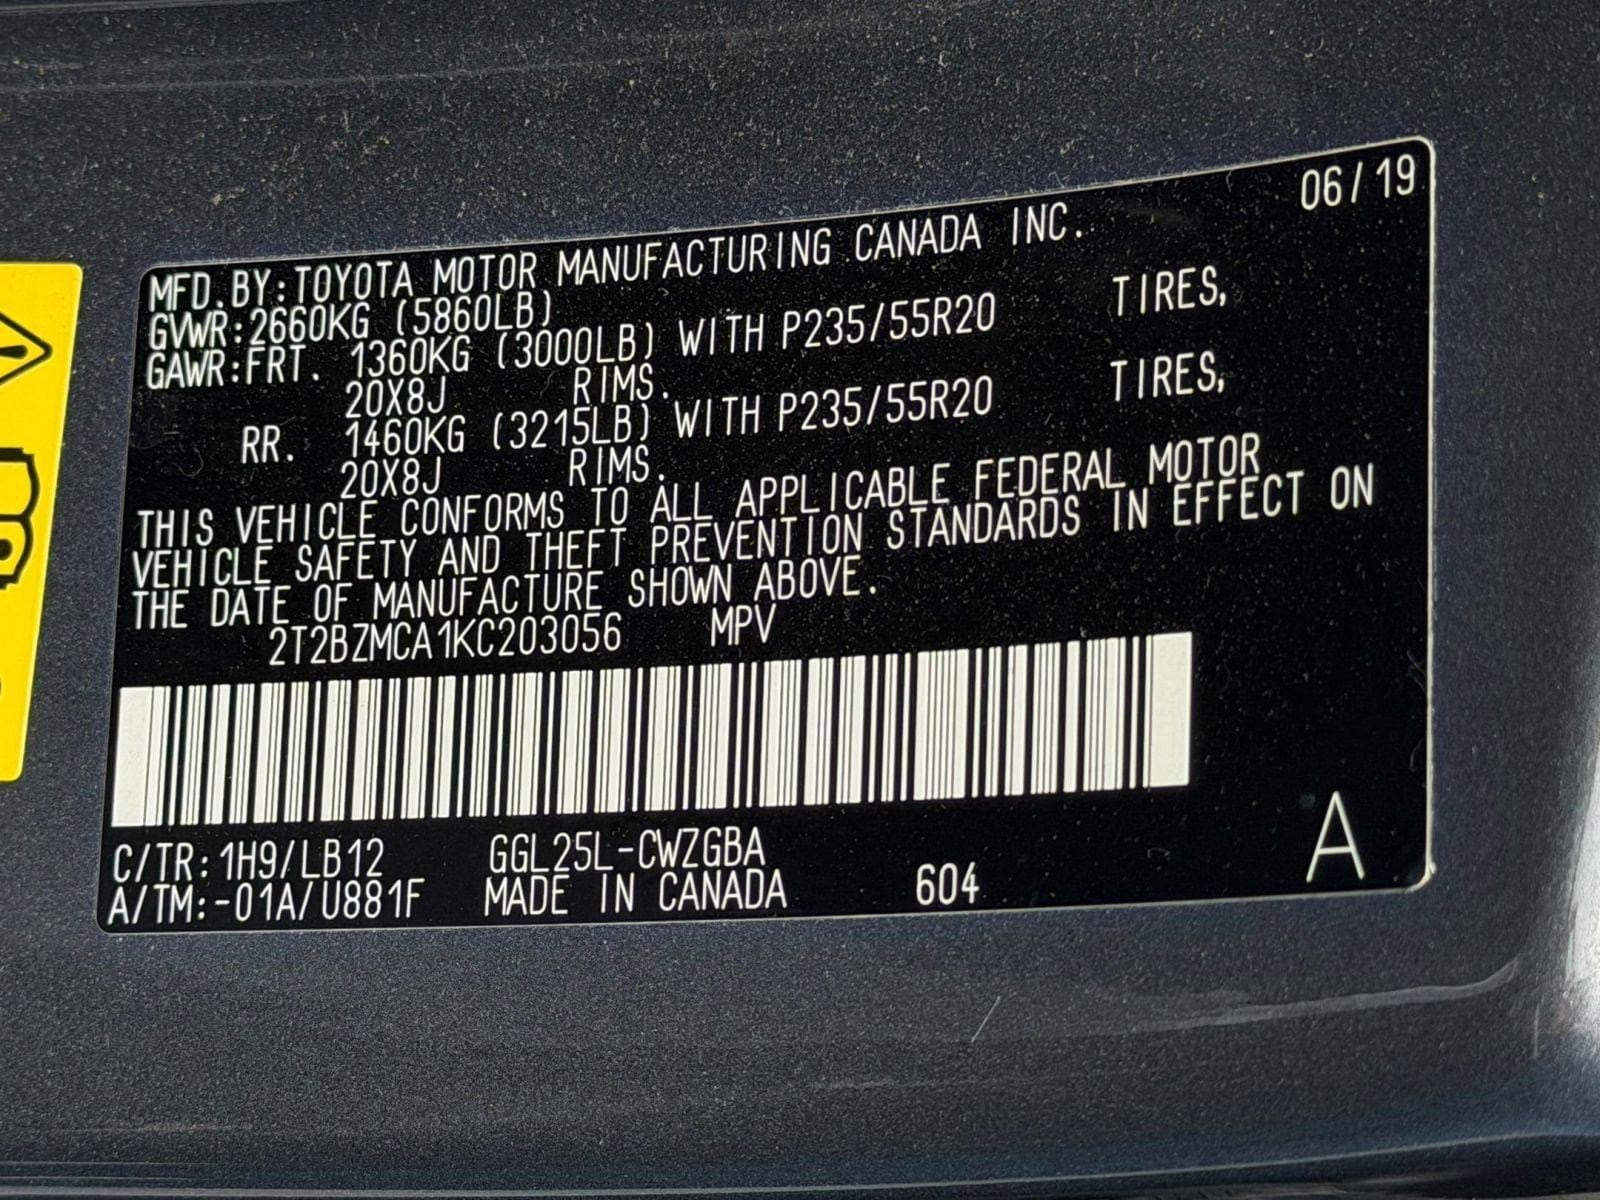 06/19
MFD.BY:TOYOTA MOTOR MANUFACTURING CANADA INC.
GVWR:2660KG (5860LB)
GAWR:FRT. 1360KG (3000LB) WITH P235/55R20 TIRES,
20X8J RIMS.
RR. 1460KG (3215LB) WITH P235/55R20 TIRES,
20X8J RIMS.
THIS VEHICLE CONFORMS TO ALL APPLICABLE FEDERAL MOTOR
VEHICLE SAFETY AND THEFT PREVENTION STANDARDS IN EFFECT ON
THE DATE OF MANUFACTURE SHOWN ABOVE.
2T2BZMCA1KC203056 MPV
C/TR:1H9/LB12 GGL25L-CWZGBA
A/TM:-01A/U881F MADE IN CANADA 604
A